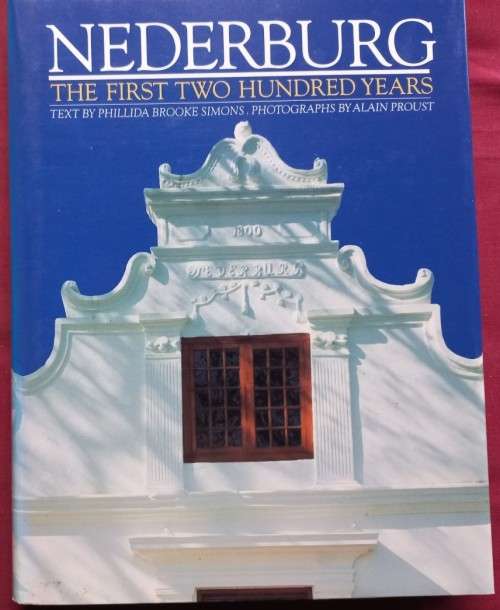 NEDERBURG
THE FIRST TWO HUNDRED YEARS
TEXT BY PHILLIDA BROOKE SIMONS . PHOTOGRAPHS BY ALAIN PROUST
1800
NEDERBURG